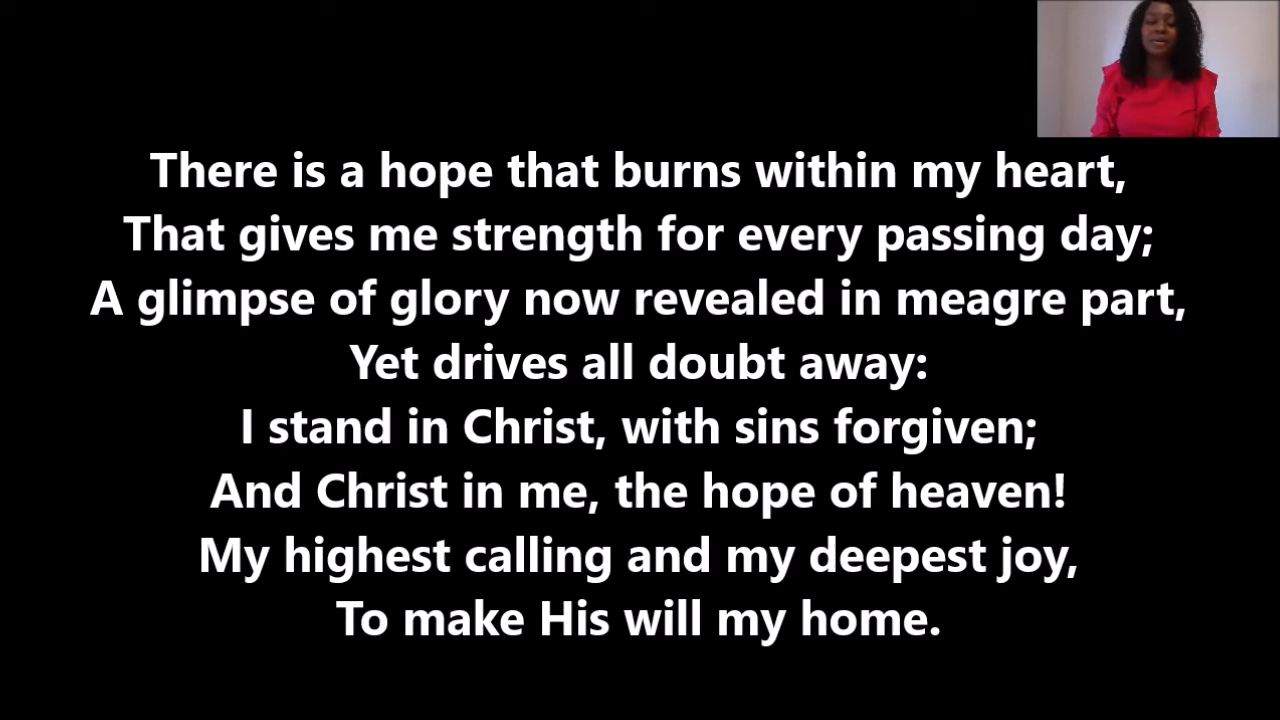 There is a hope that burns within my heart,
That gives me strength for every passing day;
A glimpse of glory now revealed in meagre part,
Yet drives all doubt away:
I stand in Christ, with sins forgiven;
And Christ in me, the hope of heaven!
My highest calling and my deepest joy,
To make His will my home.